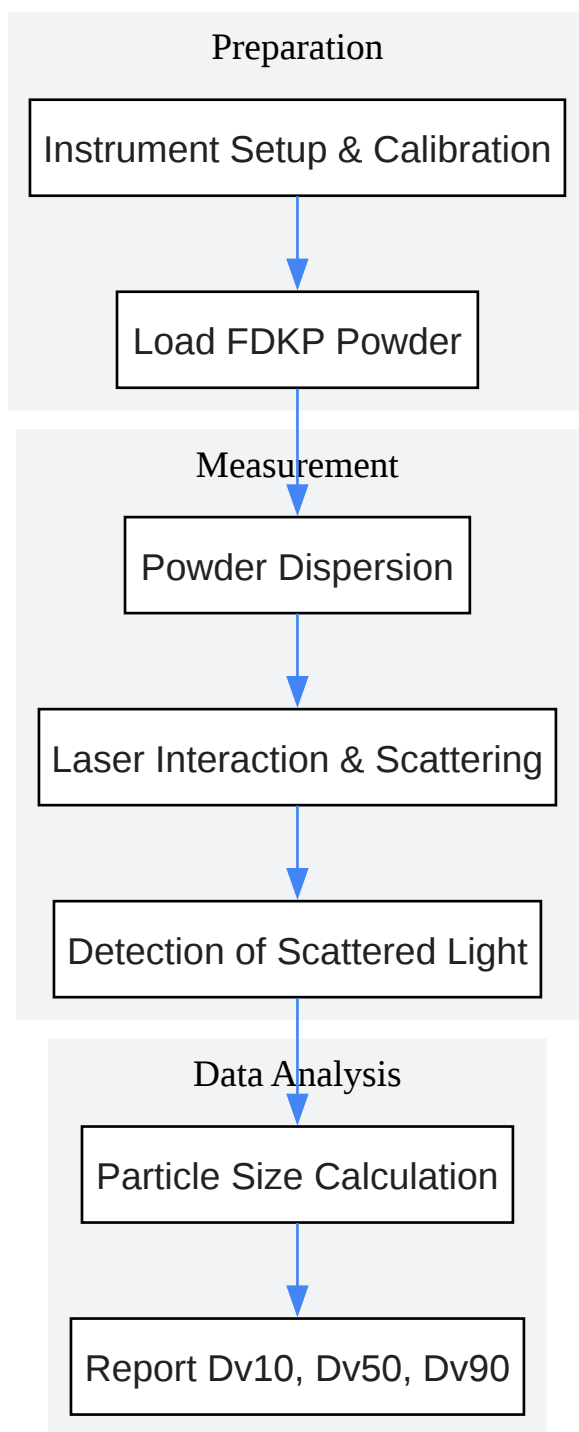 Preparation
Instrument Setup & Calibration
Load FDKP Powder
Measurement
Powder Dispersion
Laser Interaction & Scattering
Detection of Scattered Light
Data Analysis
Particle Size Calculation
Report Dv10, Dv50, Dv90